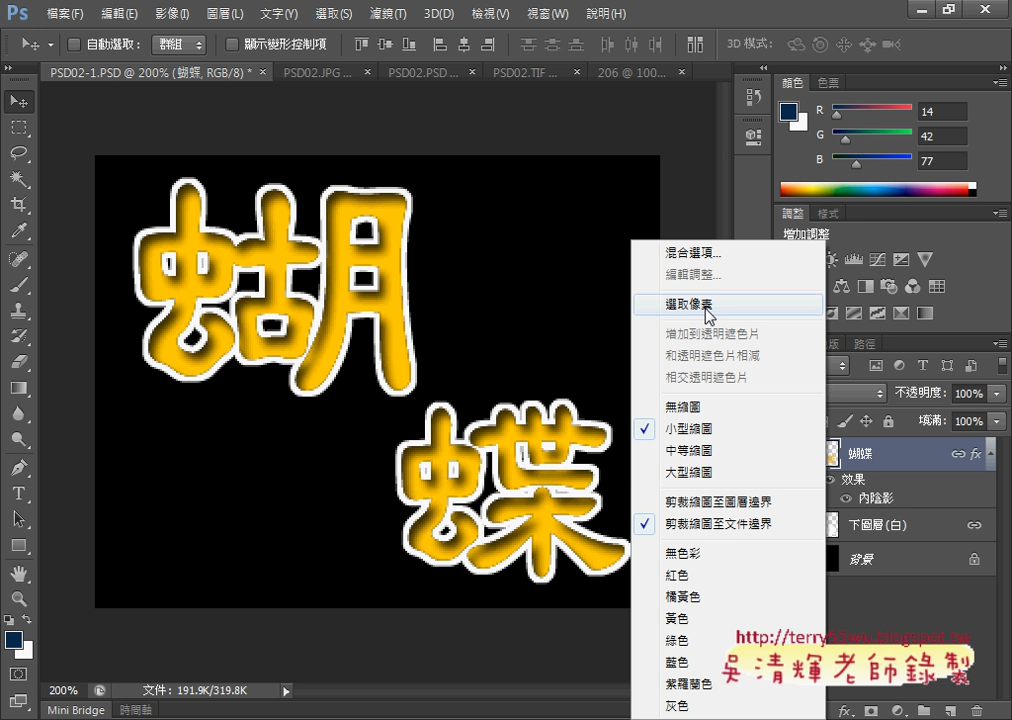 Ps 檔案(F) 編輯(E) 影像(I) 圖層(L) 文字(Y) 選取(S) 濾鏡(T) 3D(D) 檢視(V) 視窗(W) 說明(H)
自動選取： 群組 顯示變形控制項 3D 模式：
PSD02-1.PSD @ 200% (蝴蝶, RGB/8) * × PSD02.JPG ... × PSD02.PSD ... × PSD02.TIF ... × 206 @ 100... ×
顏色 色票
R 14
G 42
B 77
調整 樣式
增加調整
蝴
蝶
混合選項...
編輯調整...
選取像素
增加到透明遮色片
和透明遮色片相減
相交透明遮色片
無縮圖
小型縮圖
中等縮圖
大型縮圖
剪裁縮圖至圖層邊界
剪裁縮圖至文件邊界
無色彩
紅色
橘黃色
黃色
綠色
藍色
紫羅蘭色
灰色
版 路徑
不透明度： 100%
填滿： 100%
蝴蝶 fx
效果
內陰影
下圖層(白)
背景
http://terry55wu.blogspot.tw
吳清輝老師錄製
200% 文件：191.9K/319.8K
Mini Bridge 時間軸